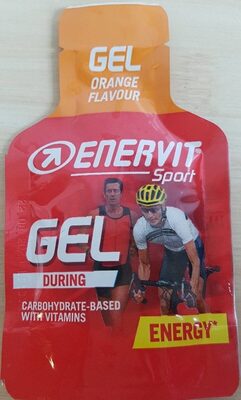 GEL
ORANGE
FLAVOUR
ENERVIT
Sport
GEL
DURING
CARBOHYDRATE-BASED
WITH VITAMINS
ENERGY*